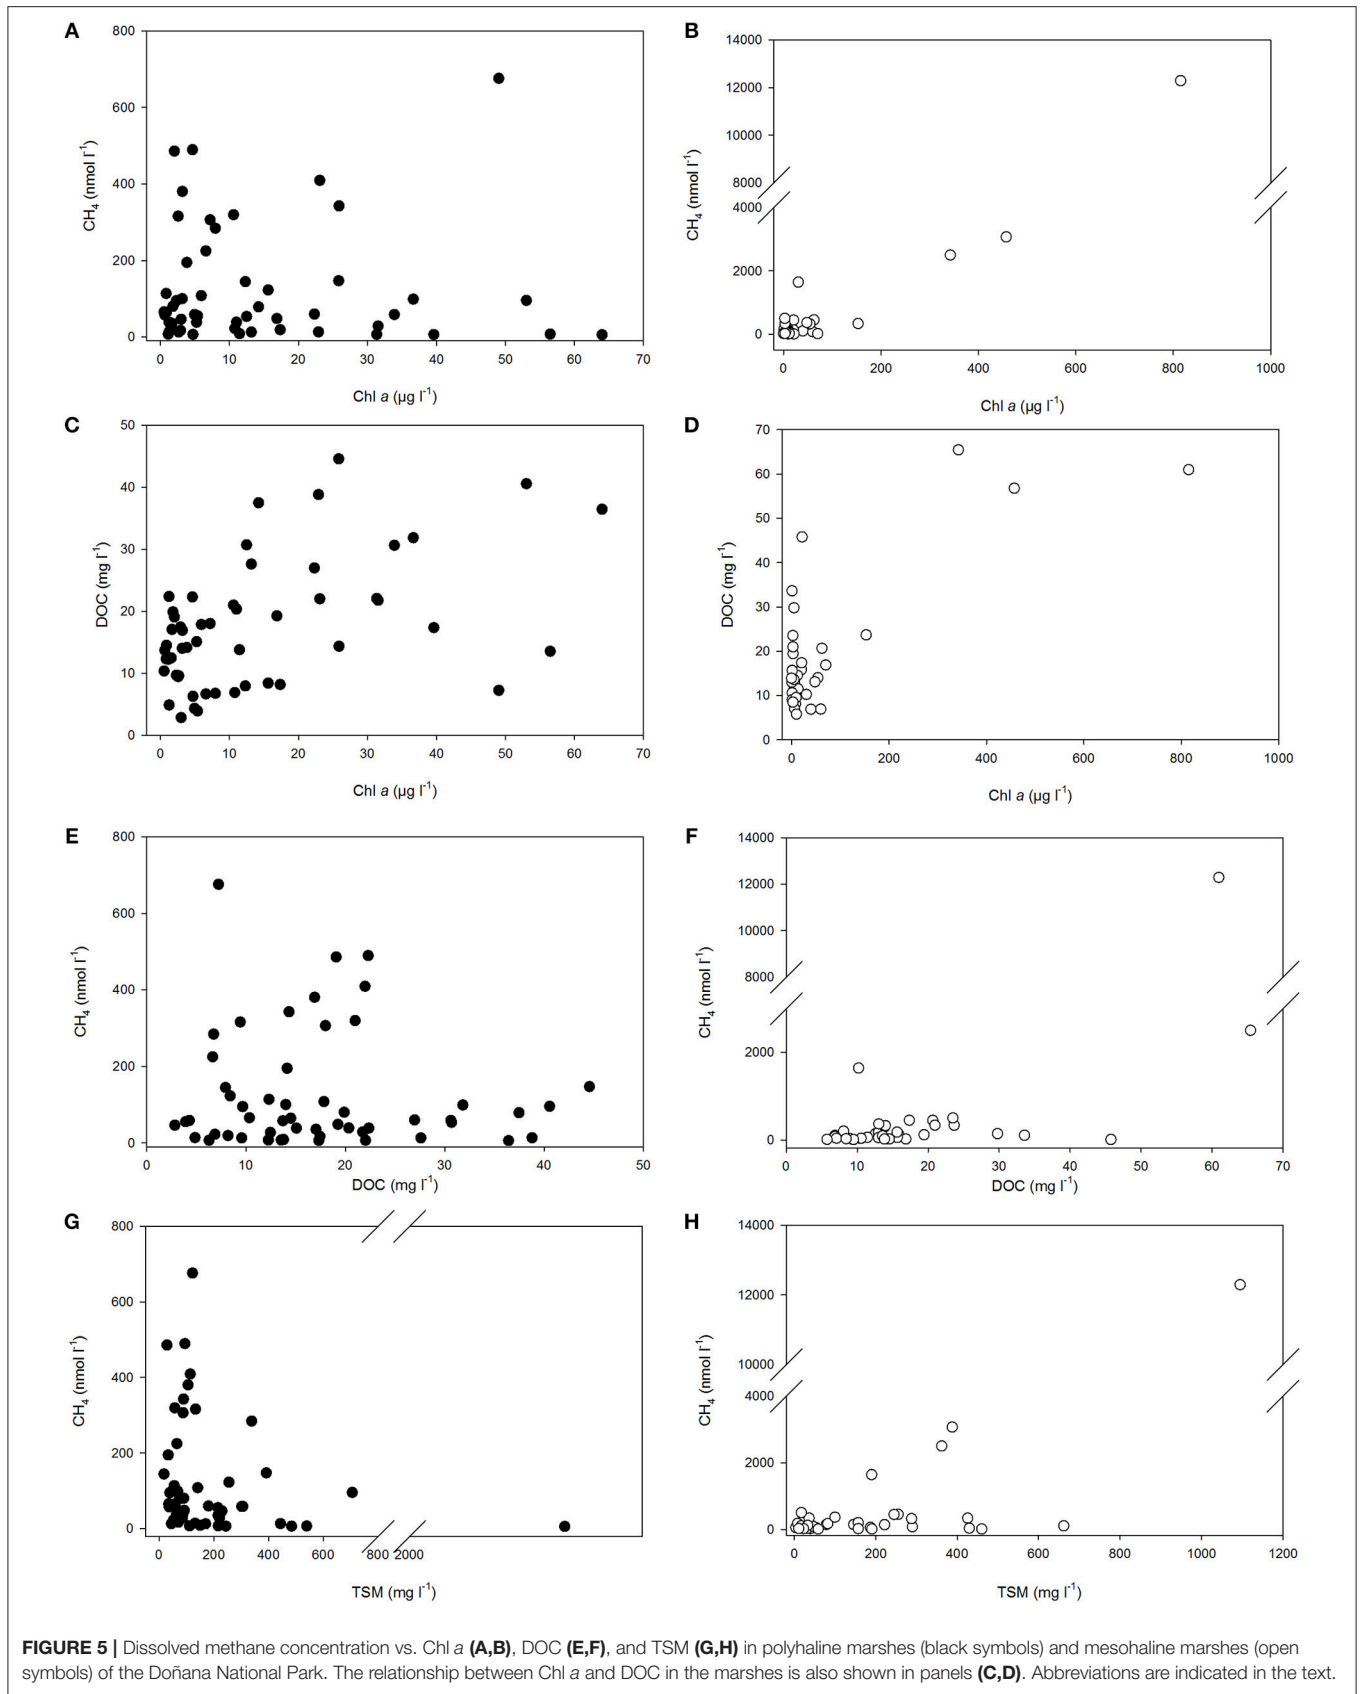 A
800
600
400
200
0
CH4 (nmol l-1)
0 10 20 30 40 50 60 70
Chl a (µg l-1)
B
14000
12000
10000
8000
4000
2000
0
CH4 (nmol l-1)
0 200 400 600 800 1000
Chl a (µg l-1)
C
50
40
30
20
10
0
DOC (mg l-1)
0 10 20 30 40 50 60 70
Chl a (µg l-1)
D
70
60
50
40
30
20
10
0
DOC (mg l-1)
0 200 400 600 800 1000
Chl a (µg l-1)
E
800
600
400
200
0
CH4 (nmol l-1)
0 10 20 30 40 50
DOC (mg l-1)
F
14000
12000
10000
8000
2000
0
CH4 (nmol l-1)
0 10 20 30 40 50 60 70
DOC (mg l-1)
G
800
600
400
200
0
CH4 (nmol l-1)
0 200 400 600 800 2000
TSM (mg l-1)
H
14000
12000
10000
4000
2000
0
CH4 (nmol l-1)
0 200 400 600 800 1000 1200
TSM (mg l-1)
FIGURE 5 | Dissolved methane concentration vs. Chl a (A,B), DOC (E,F), and TSM (G,H) in polyhaline marshes (black symbols) and mesohaline marshes (open
symbols) of the Doñana National Park. The relationship between Chl a and DOC in the marshes is also shown in panels (C,D). Abbreviations are indicated in the text.